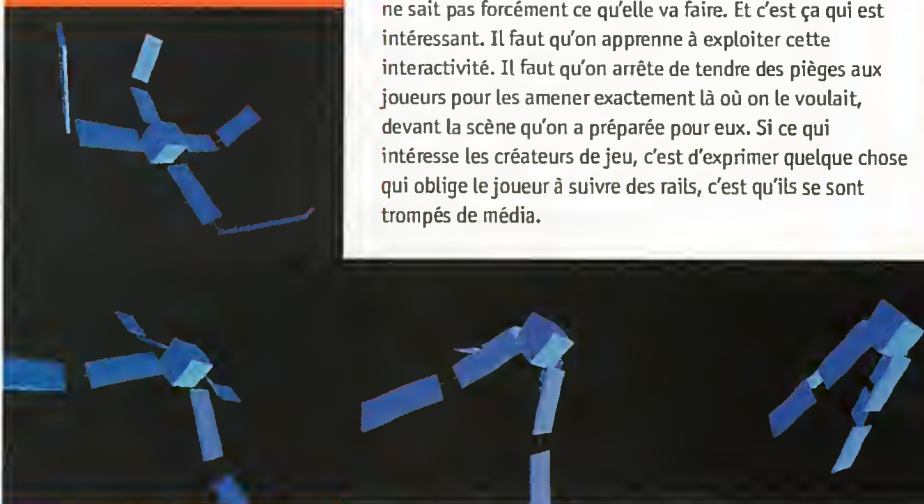 ne sait pas forcément ce qu'elle va faire. Et c'est ça qui est
intéressant. Il faut qu'on apprenne à exploiter cette
interactivité. Il faut qu'on arrête de tendre des pièges aux
joueurs pour les amener exactement là où on le voulait,
devant la scène qu'on a préparée pour eux. Si ce qui
intéresse les créateurs de jeu, c'est d'exprimer quelque chose
qui oblige le joueur à suivre des rails, c'est qu'ils se sont
trompés de média.